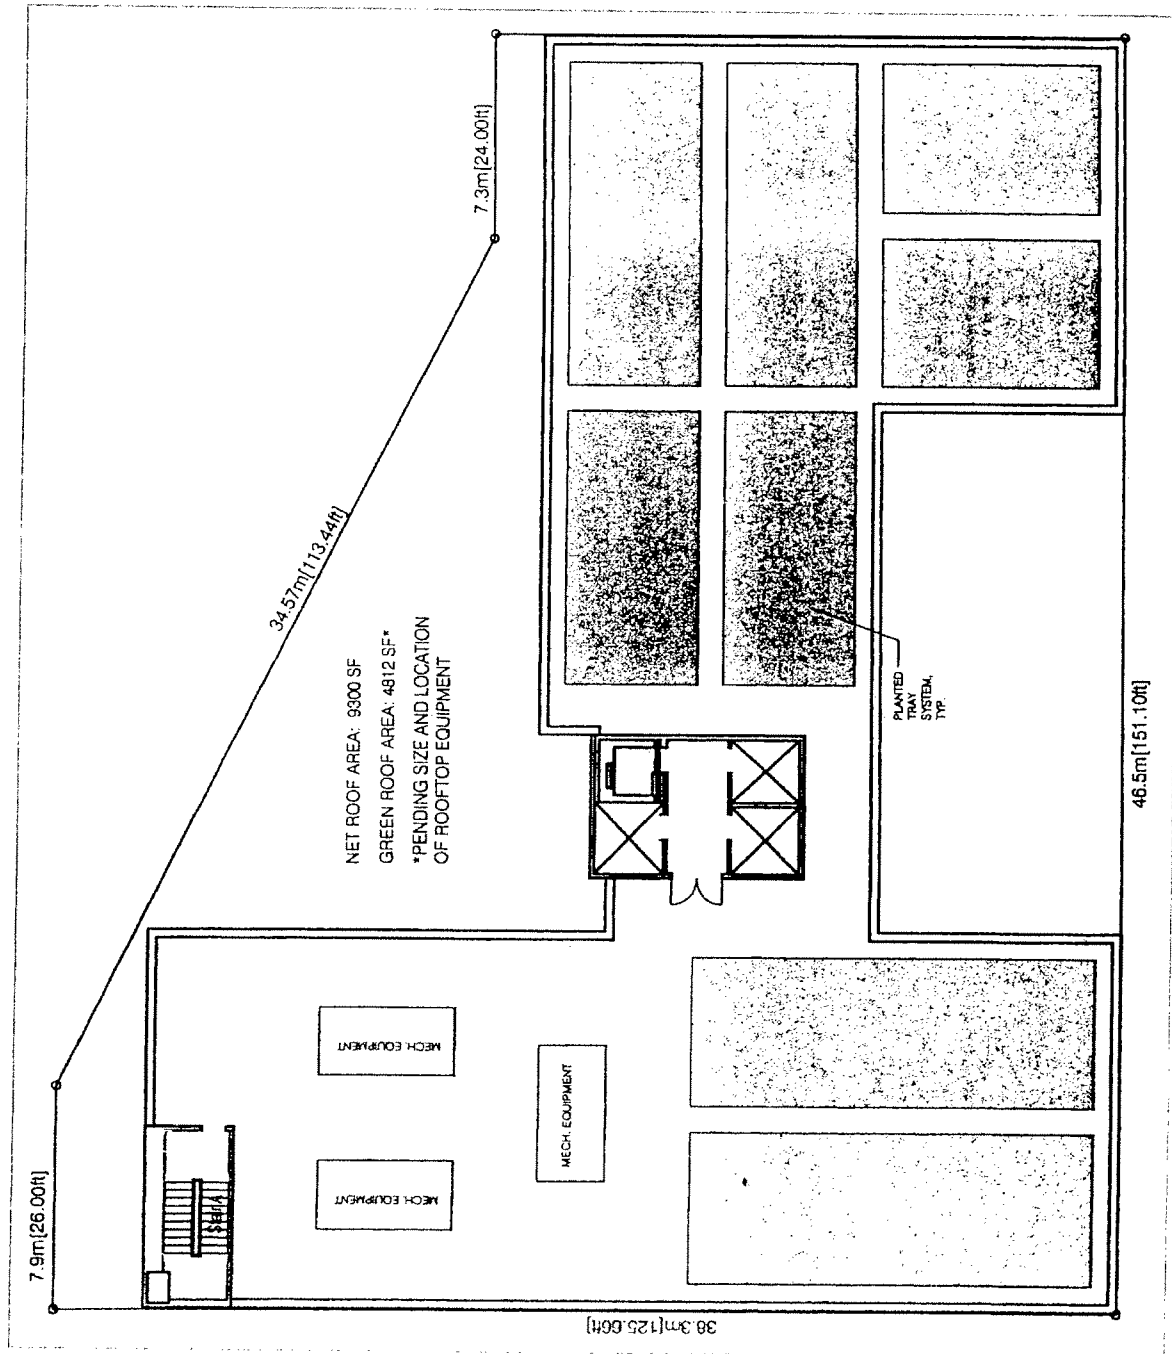 7.3m[24.00ft]
34.57m[113.44ft]
NET ROOF AREA: 9300 SF
GREEN ROOF AREA: 4812 SF*
*PENDING SIZE AND LOCATION
OF ROOFTOP EQUIPMENT
PLANTED
TRAY
SYSTEM,
TYP.
46.5m[151.10ft]
MECH. EQUIPMENT
MECH. EQUIPMENT
MECH. EQUIPMENT
Stair A
7.9m[26.00ft]
38.3m[125.66ft]